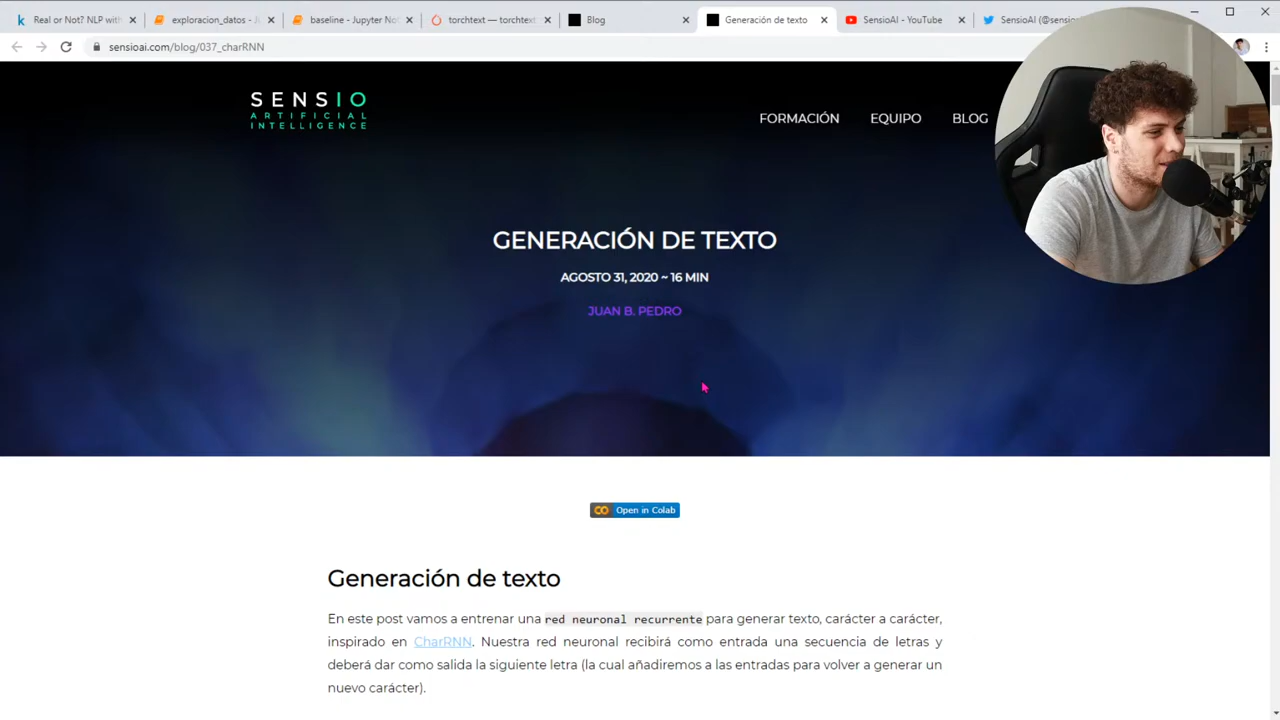 Real or Not? NLP with
exploracion_datos - Ju
baseline - Jupyter Not
torchtext — torchtext
Blog
Generación de texto
SensioAI - YouTube
SensioAI (@sensio
sensioai.com/blog/037_charRNN
SENSIO
ARTIFICIAL
INTELLIGENCE
FORMACIÓN
EQUIPO
BLOG
GENERACIÓN DE TEXTO
AGOSTO 31, 2020 ~ 16 MIN
JUAN B. PEDRO
Open in Colab
Generación de texto
En este post vamos a entrenar una red neuronal recurrente para generar texto, carácter a carácter,
inspirado en CharRNN. Nuestra red neuronal recibirá como entrada una secuencia de letras y
deberá dar como salida la siguiente letra (la cual añadiremos a las entradas para volver a generar un
nuevo carácter).